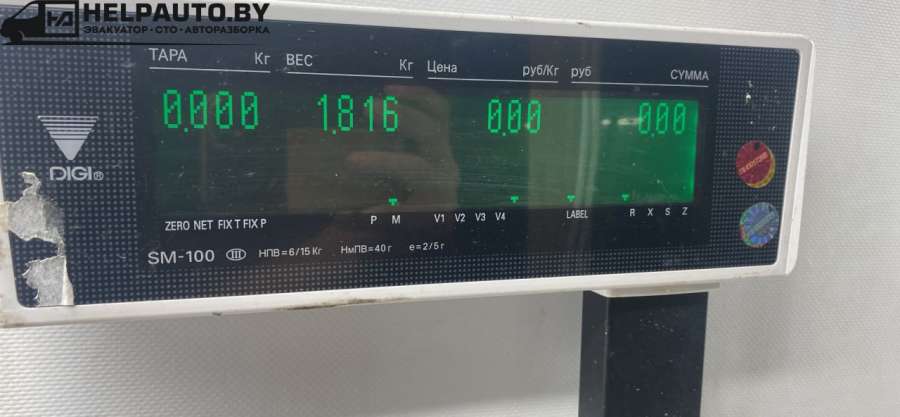 HELPAUTO.BY
ЭВАКУАТОР · СТО · АВТОРАЗБОРКА
ТАРА Кг ВЕС Кг Цена руб/Кг руб СУММА
0.000 1.816 0.00 0.00
DIGI®
ZERO NET FIX T FIX P P M V1 V2 V3 V4 LABEL R X S Z
SM-100 III НПВ=6/15 Кг НмПВ=40 г e=2/5 г